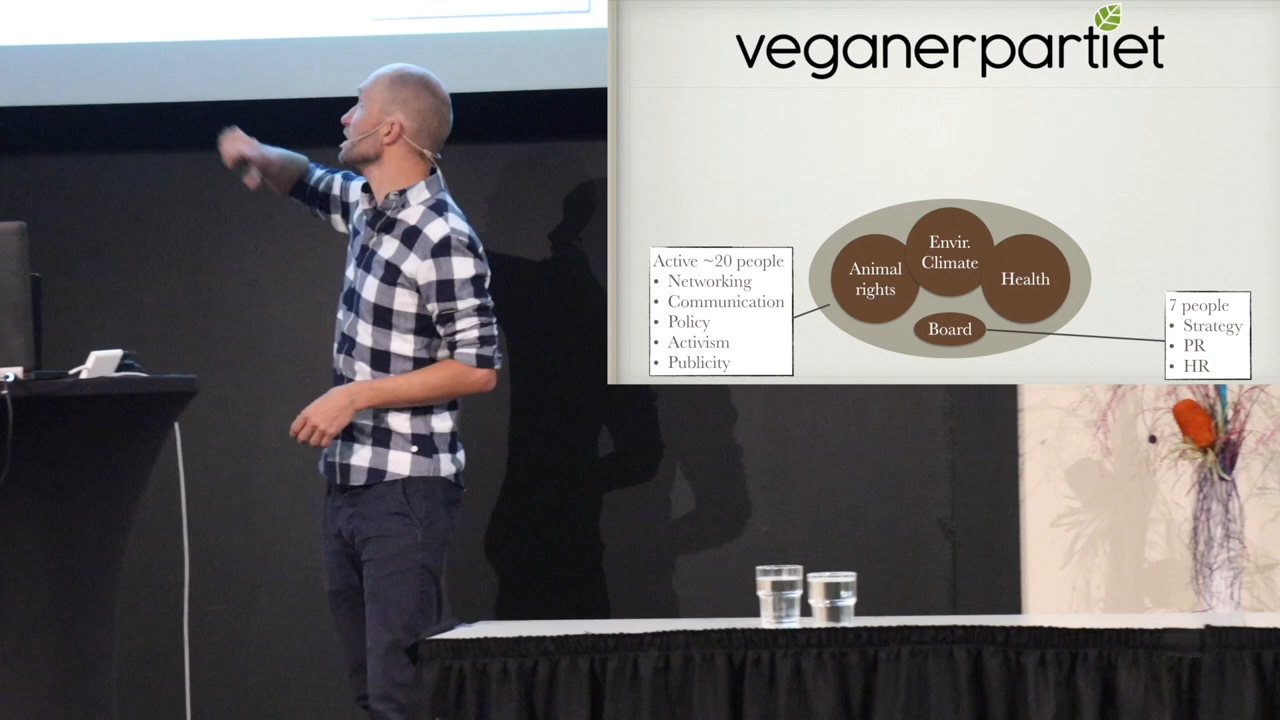 veganerpartiet
Active ~20 people
• Networking
• Communication
• Policy
• Activism
• Publicity
Animal
rights
Envir.
Climate
Health
Board
7 people
• Strategy
• PR
• HR